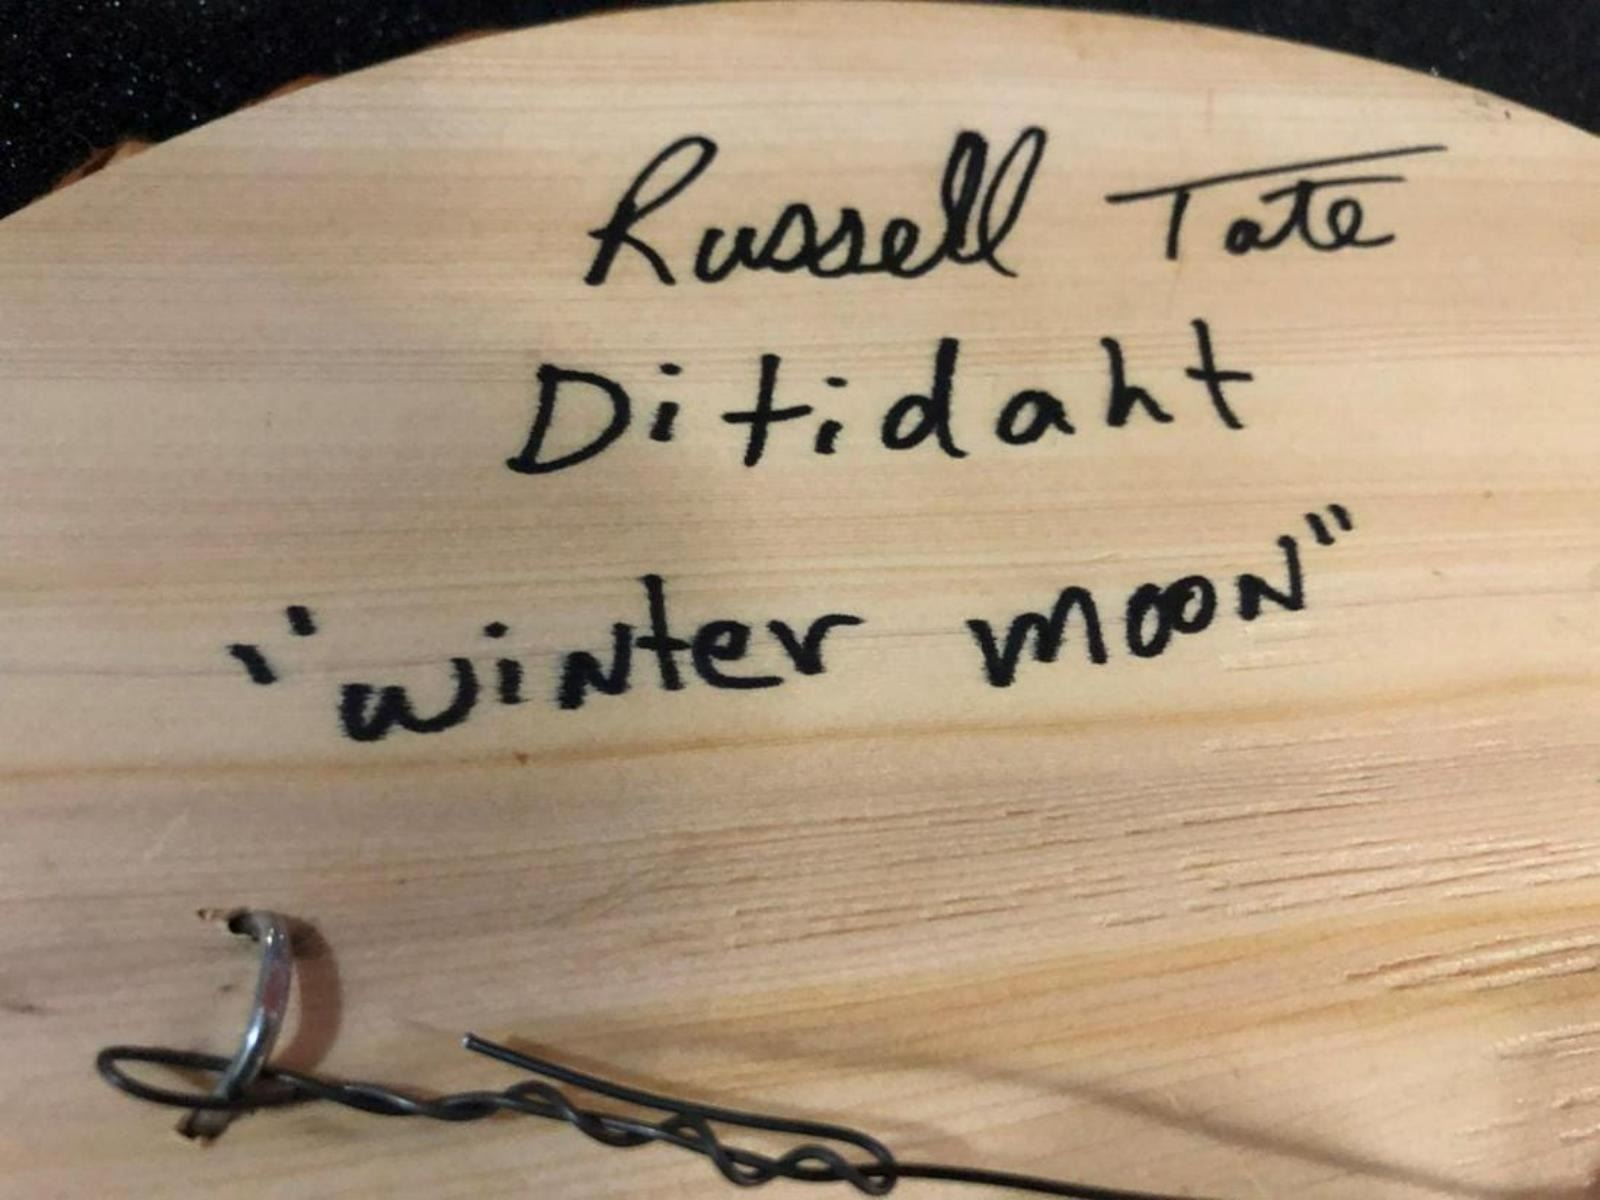 Russell Tate
Ditidaht
"winter moon"